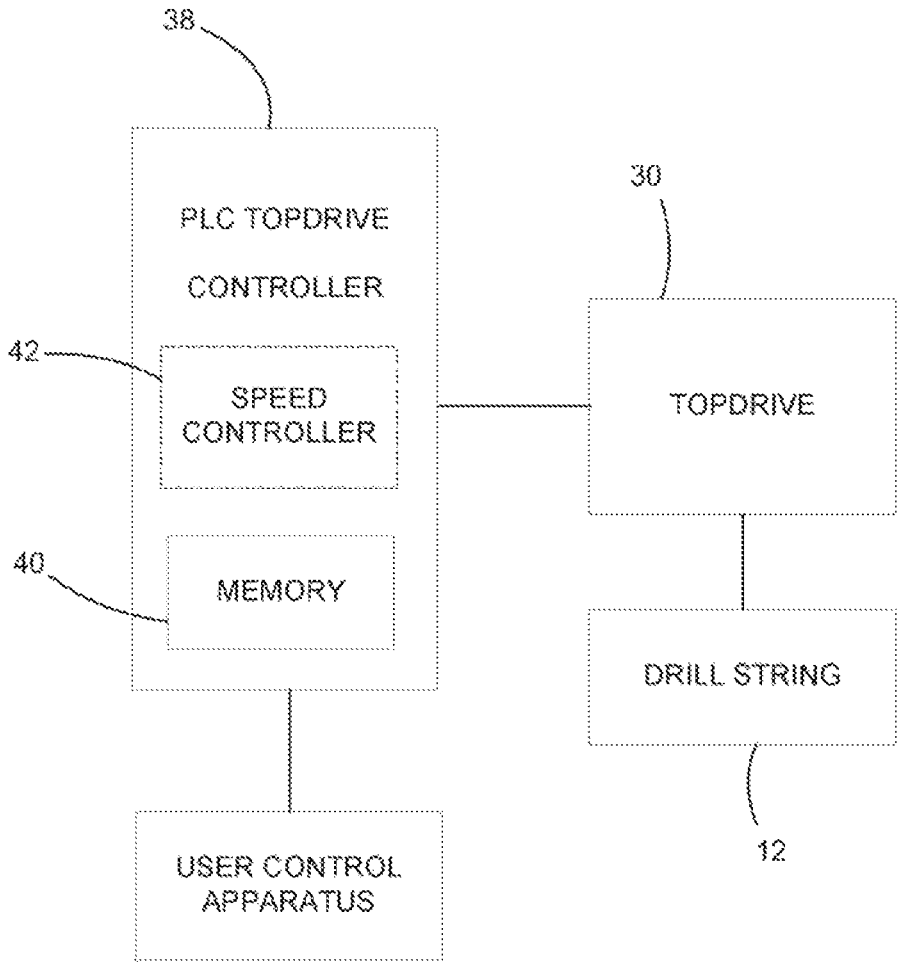 38
PLC TOPDRIVE
CONTROLLER
42
SPEED
CONTROLLER
40
MEMORY
USER CONTROL
APPARATUS
30
TOPDRIVE
DRILL STRING
12